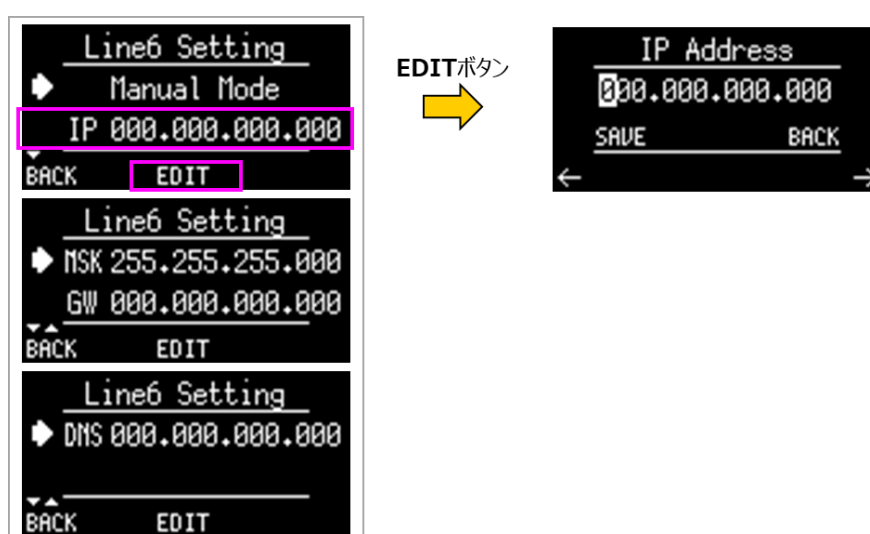 Line6 Setting
Manual Mode
IP 000.000.000.000
BACK EDIT
Line6 Setting
MSK 255.255.255.000
GW 000.000.000.000
BACK EDIT
Line6 Setting
DNS 000.000.000.000
BACK EDIT
EDITボタン
IP Address
000.000.000.000
SAVE BACK
← →